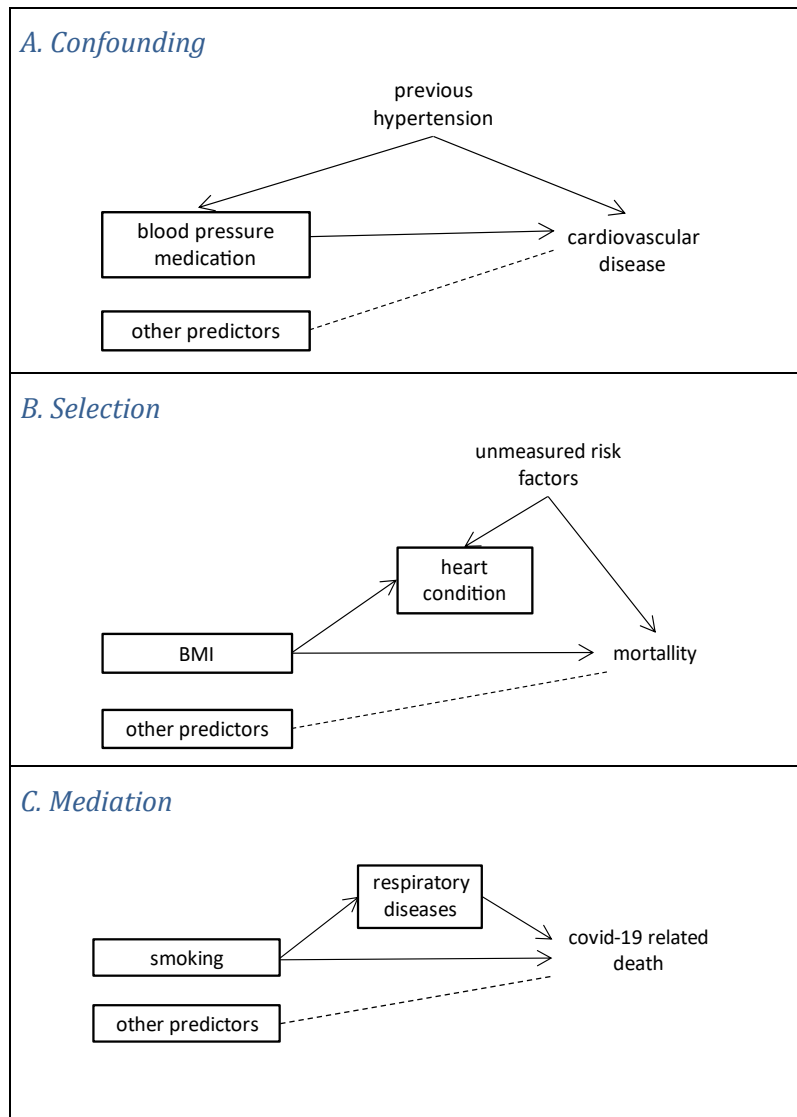 A. Confounding
previous
hypertension
blood pressure
medication
cardiovascular
disease
other predictors
B. Selection
unmeasured risk
factors
heart
condition
BMI
mortallity
other predictors
C. Mediation
respiratory
diseases
covid-19 related
death
smoking
other predictors